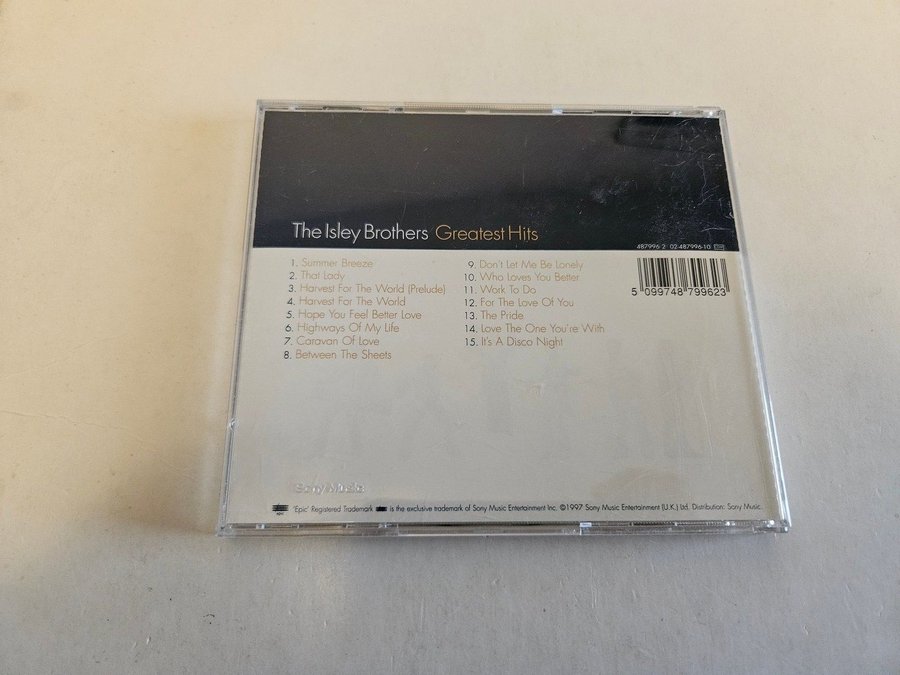 The Isley Brothers Greatest Hits
487996 2 02-487996-10
1. Summer Breeze
2. That Lady
3. Harvest For The World (Prelude)
4. Harvest For The World
5. Hope You Feel Better Love
6. Highways Of My Life
7. Caravan Of Love
8. Between The Sheets
9. Don't Let Me Be Lonely
10. Who Loves You Better
11. Work To Do
12. For The Love Of You
13. The Pride
14. Love The One You're With
15. It's A Disco Night
5 099748 799623
Sony Music
'Epic' Registered Trademark is the exclusive trademark of Sony Music Entertainment Inc. ©1997 Sony Music Entertainment (U.K.) Ltd. Distribution: Sony Music.